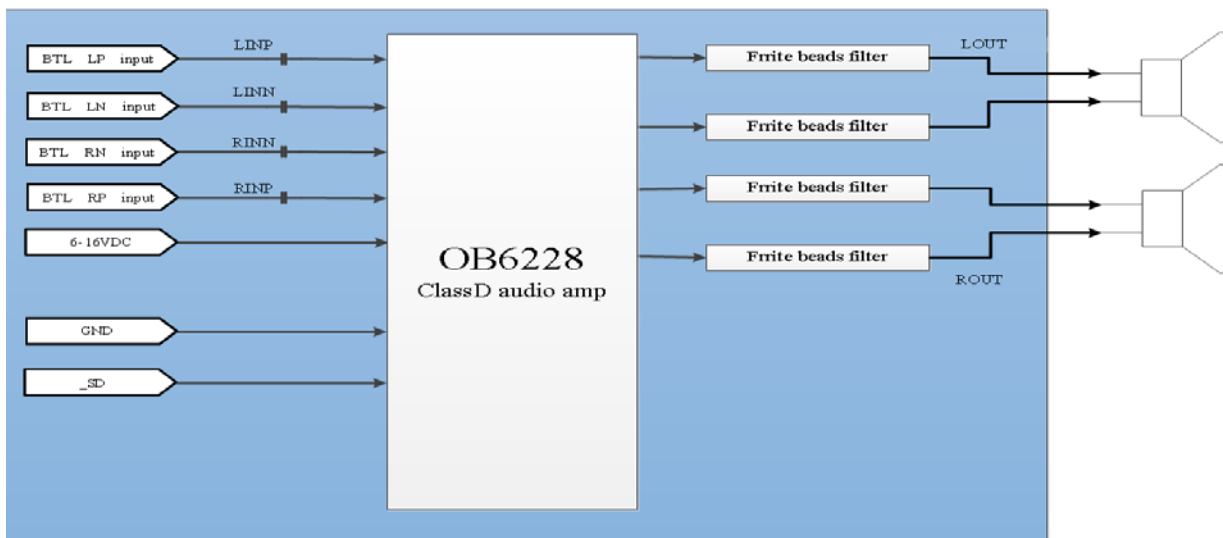 BTL LP input
LINP
BTL LN input
LINN
BTL RN input
RINN
BTL RP input
RINP
6-16VDC
GND
_SD
OB6228
ClassD audio amp
Frrite beads filter
Frrite beads filter
Frrite beads filter
Frrite beads filter
LOUT
ROUT